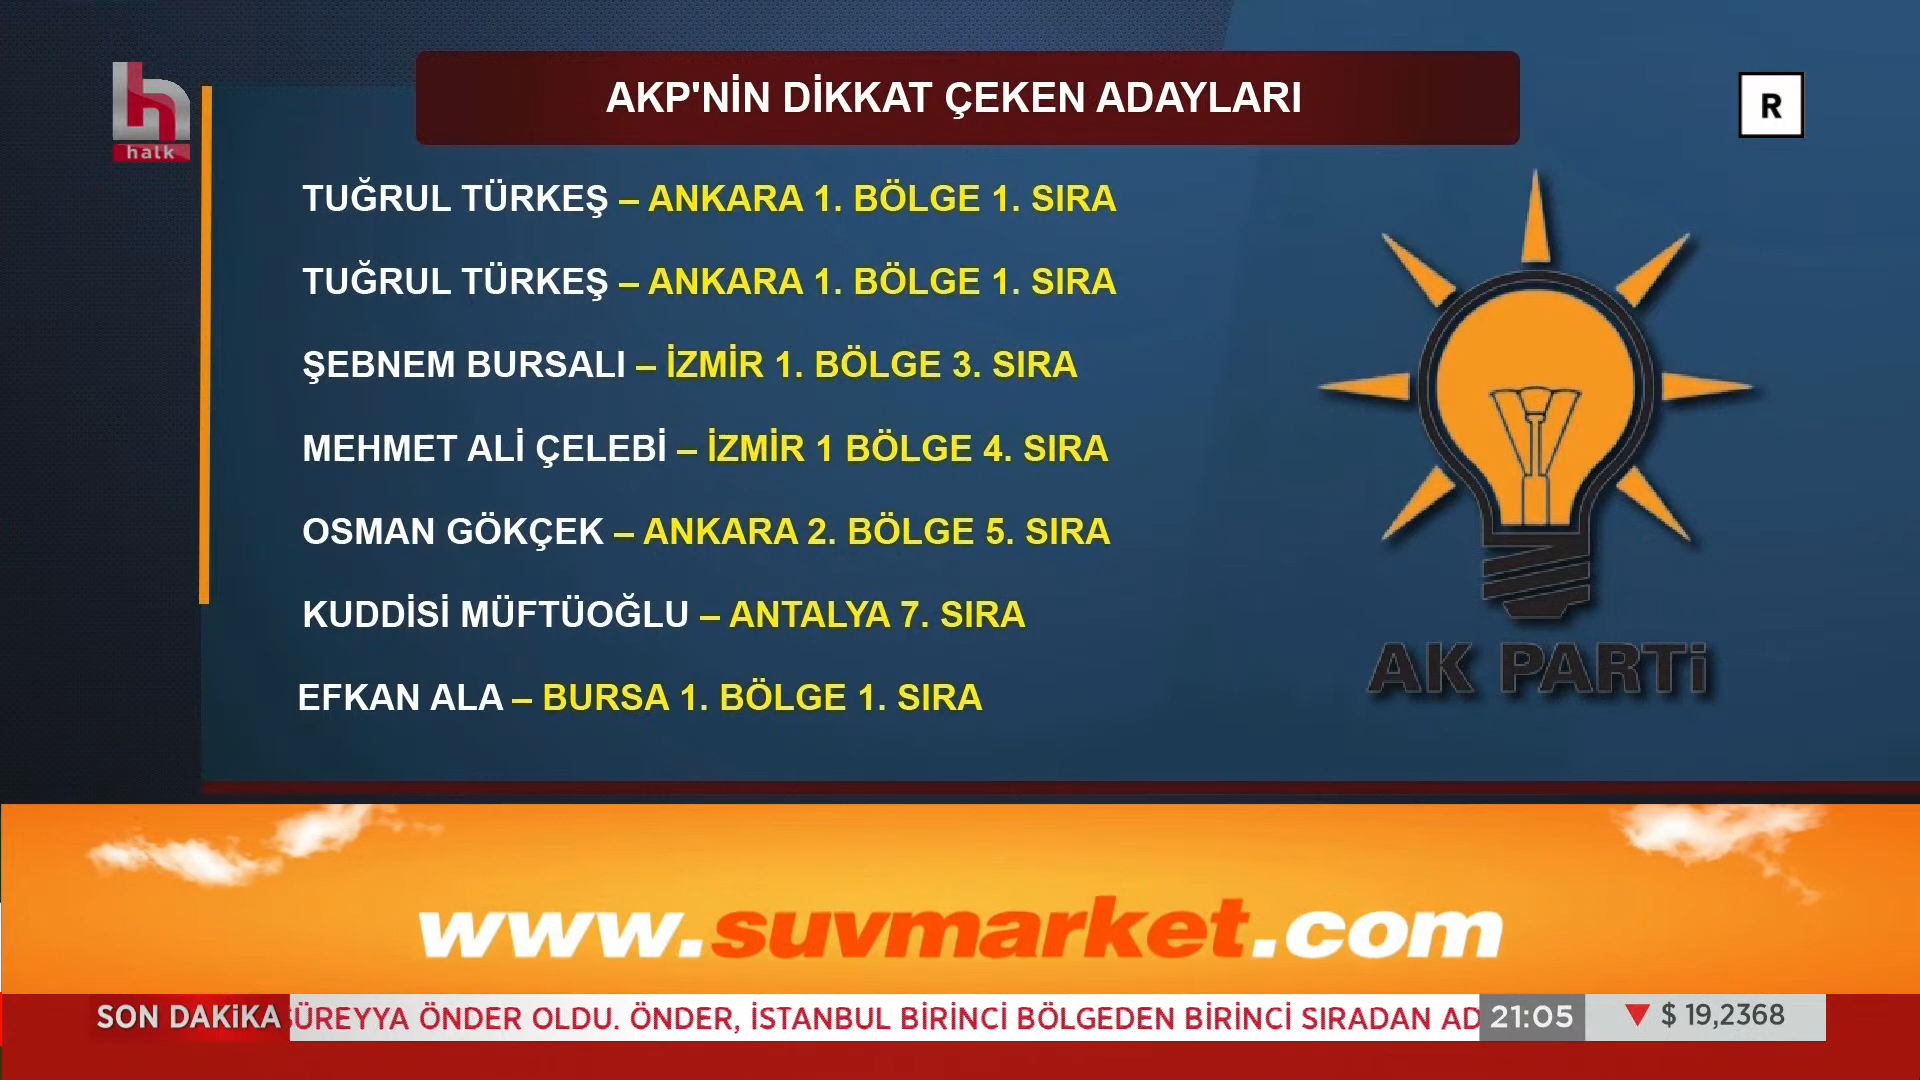 halk
AKP'NİN DİKKAT ÇEKEN ADAYLARI
R
TUĞRUL TÜRKEŞ – ANKARA 1. BÖLGE 1. SIRA
TUĞRUL TÜRKEŞ – ANKARA 1. BÖLGE 1. SIRA
ŞEBNEM BURSALI – İZMİR 1. BÖLGE 3. SIRA
MEHMET ALİ ÇELEBİ – İZMİR 1 BÖLGE 4. SIRA
OSMAN GÖKÇEK – ANKARA 2. BÖLGE 5. SIRA
KUDDİSİ MÜFTÜOĞLU – ANTALYA 7. SIRA
EFKAN ALA – BURSA 1. BÖLGE 1. SIRA
AK PARTi
www.suvmarket.com
SON DAKiKA
ÜREYYA ÖNDER OLDU. ÖNDER, İSTANBUL BİRİNCİ BÖLGEDEN BİRİNCİ SIRADAN AD
21:05
$ 19,2368